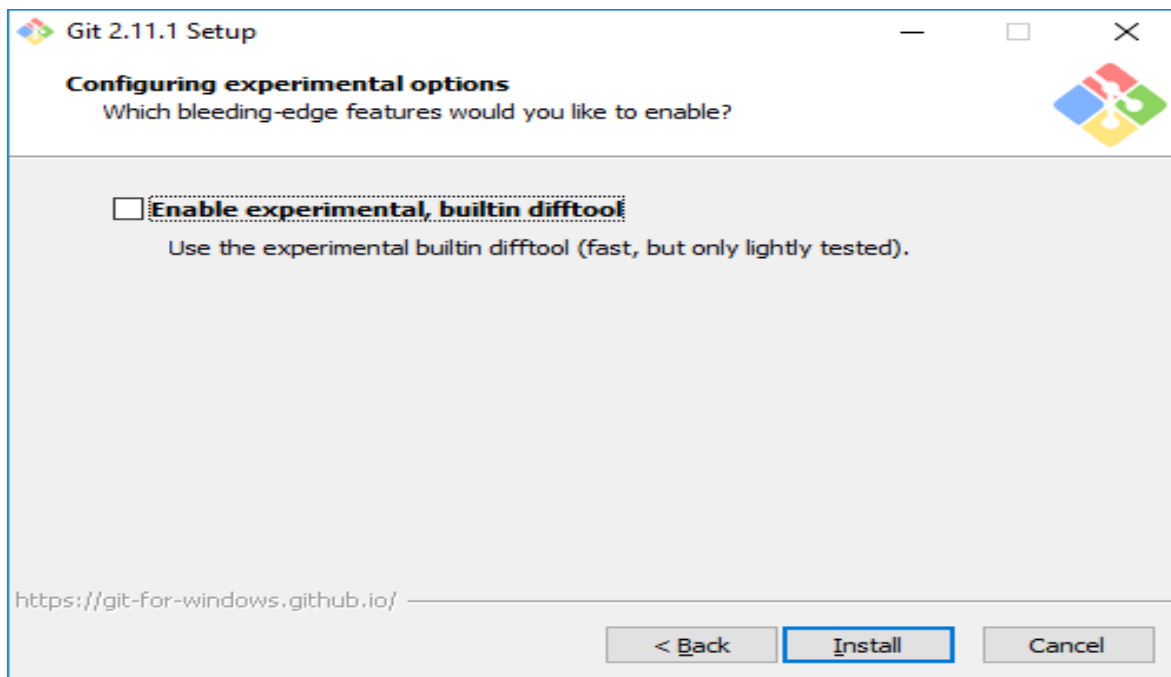 Git 2.11.1 Setup
Configuring experimental options
Which bleeding-edge features would you like to enable?
Enable experimental, builtin difftool
Use the experimental builtin difftool (fast, but only lightly tested).
https://git-for-windows.github.io/
< Back Install Cancel